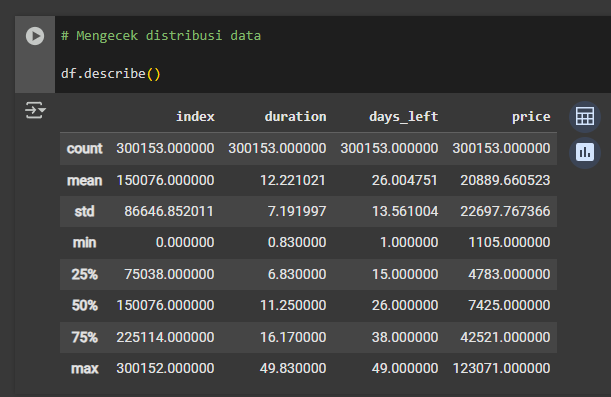 # Mengecek distribusi data
df.describe()
index duration days_left price
count 300153.000000 300153.000000 300153.000000 300153.000000
mean 150076.000000 12.221021 26.004751 20889.660523
std 86646.852011 7.191997 13.561004 22697.767366
min 0.000000 0.830000 1.000000 1105.000000
25% 75038.000000 6.830000 15.000000 4783.000000
50% 150076.000000 11.250000 26.000000 7425.000000
75% 225114.000000 16.170000 38.000000 42521.000000
max 300152.000000 49.830000 49.000000 123071.000000